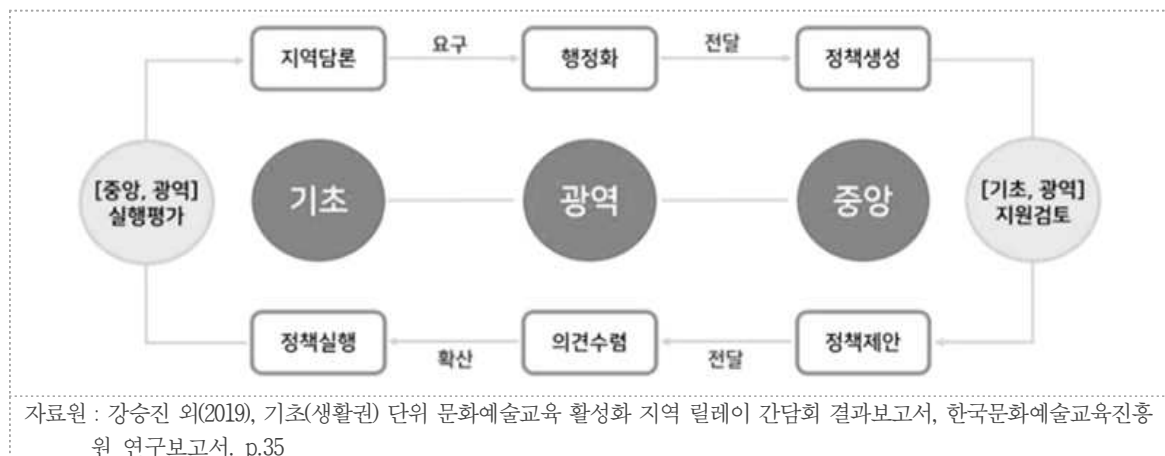 지역담론
요구
행정화
전달
정책생성
[중앙, 광역]
실행평가
기초
광역
중앙
[기초, 광역]
지원검토
정책실행
확산
의견수렴
전달
정책제안
자료원 : 강승진 외(2019), 기초(생활권) 단위 문화예술교육 활성화 지역 릴레이 간담회 결과보고서, 한국문화예술교육진흥
원 연구보고서. p.35